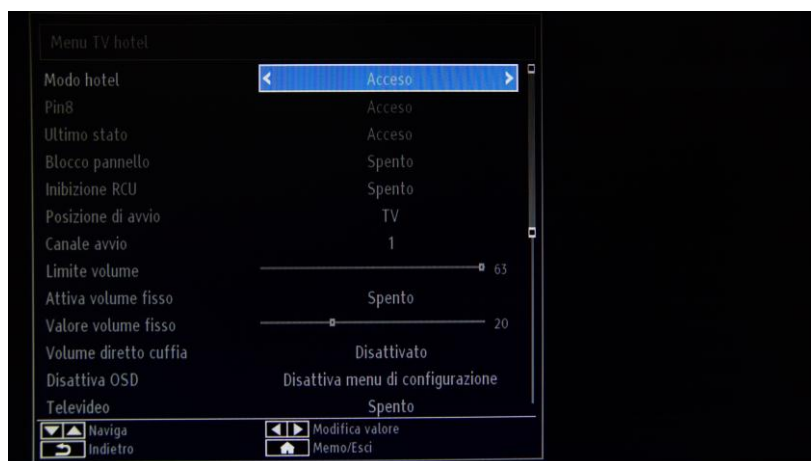 Menu TV hotel
Modo hotel Acceso
Pin8 Acceso
Ultimo stato Acceso
Blocco pannello Spento
Inibizione RCU Spento
Posizione di avvio TV
Canale avvio 1
Limite volume 63
Attiva volume fisso Spento
Valore volume fisso 20
Volume diretto cuffia Disattivato
Disattiva OSD Disattiva menu di configurazione
Televideo Spento
Naviga Modifica valore
Indietro Memo/Esci